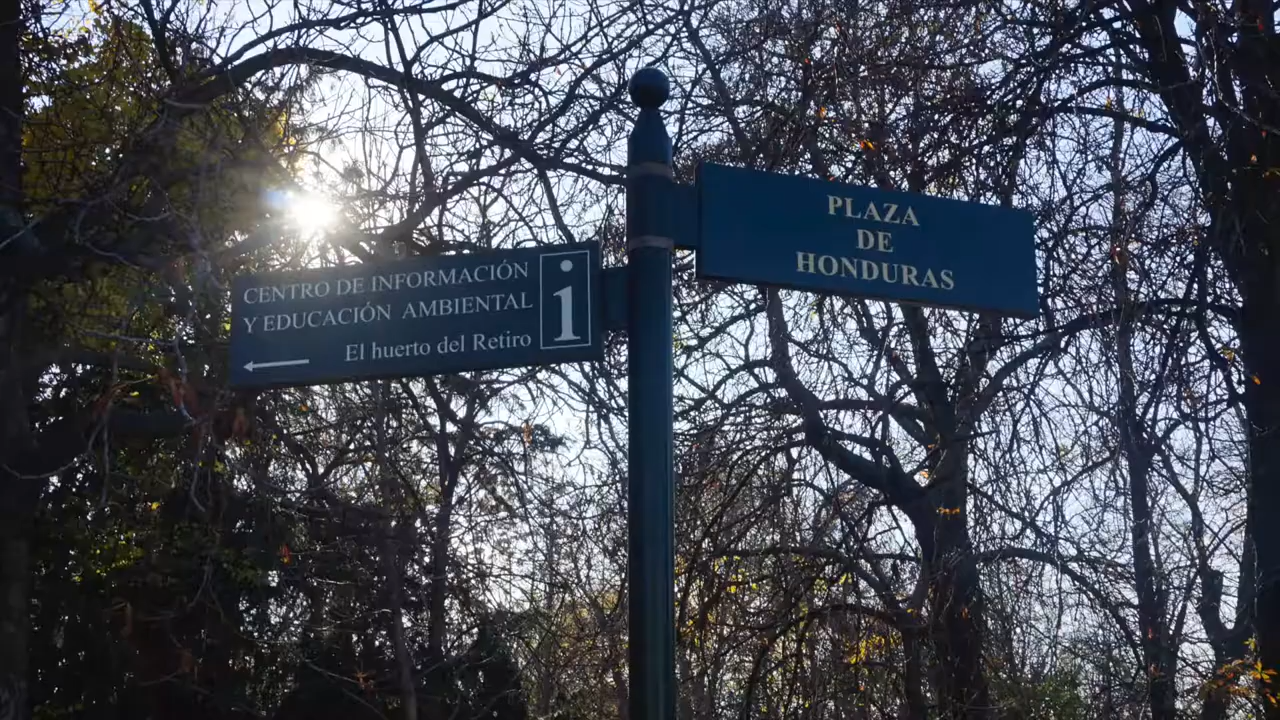 CENTRO DE INFORMACIÓN
Y EDUCACIÓN AMBIENTAL
El huerto del Retiro
i
PLAZA
DE
HONDURAS